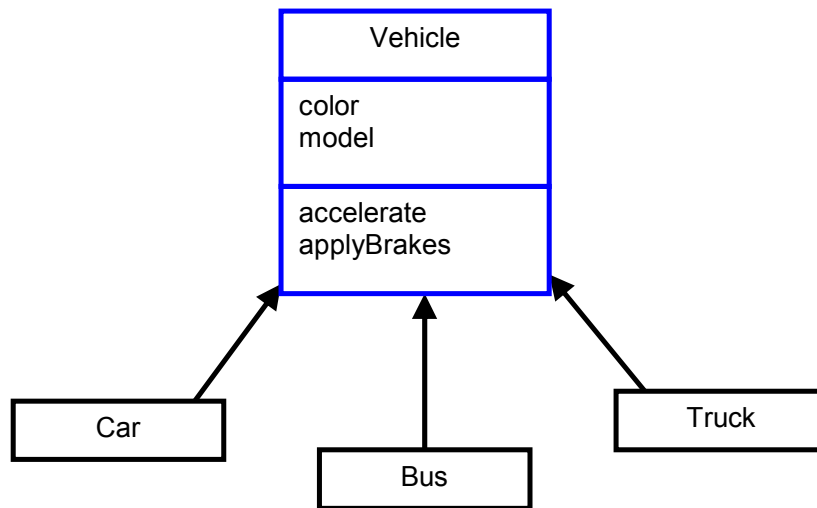 Vehicle
color
model
accelerate
applyBrakes
Car
Bus
Truck